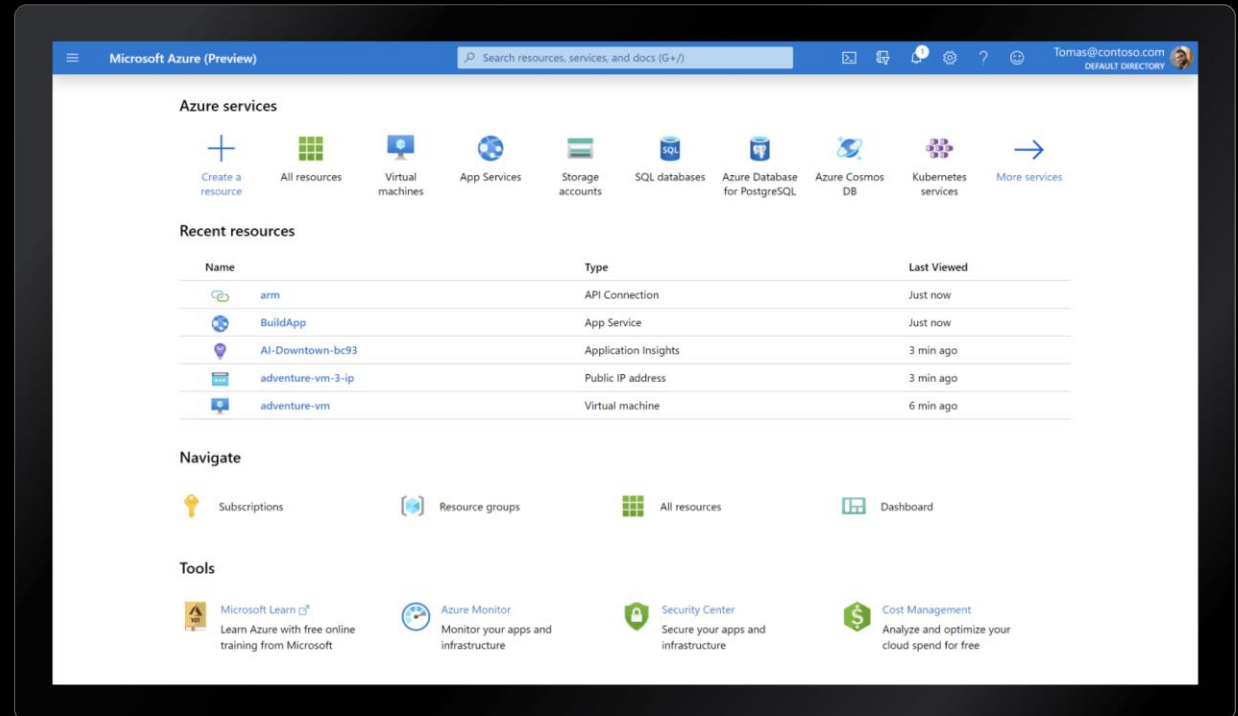 Microsoft Azure (Preview)
Search resources, services, and docs (G+/)
1
Tomas@contoso.com
DEFAULT DIRECTORY
Azure services
Create a
resource
All resources
Virtual
machines
App Services
Storage
accounts
SQL
SQL databases
Azure Database
for PostgreSQL
Azure Cosmos
DB
Kubernetes
services
More services
Recent resources
Name Type Last Viewed
arm API Connection Just now
BuildApp App Service Just now
AI-Downtown-bc93 Application Insights 3 min ago
adventure-vm-3-ip Public IP address 3 min ago
adventure-vm Virtual machine 6 min ago
Navigate
Subscriptions Resource groups All resources Dashboard
Tools
Microsoft Learn
Learn Azure with free online
training from Microsoft
Azure Monitor
Monitor your apps and
infrastructure
Security Center
Secure your apps and
infrastructure
Cost Management
Analyze and optimize your
cloud spend for free